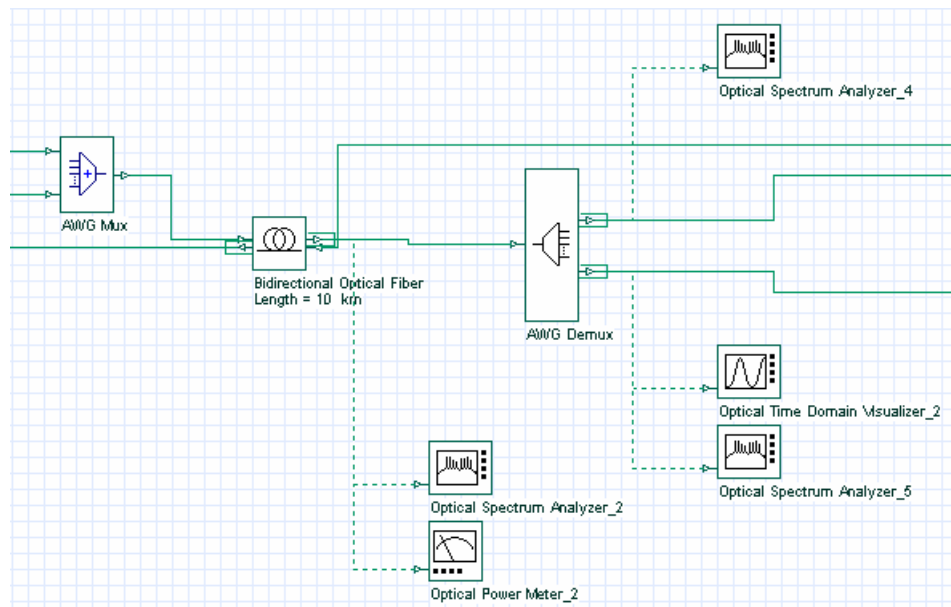 Optical Spectrum Analyzer_4
AWG Mux
Bidirectional Optical Fiber
Length = 10 km
AWG Demux
Optical Time Domain Visualizer_2
Optical Spectrum Analyzer_5
Optical Spectrum Analyzer_2
Optical Power Meter_2